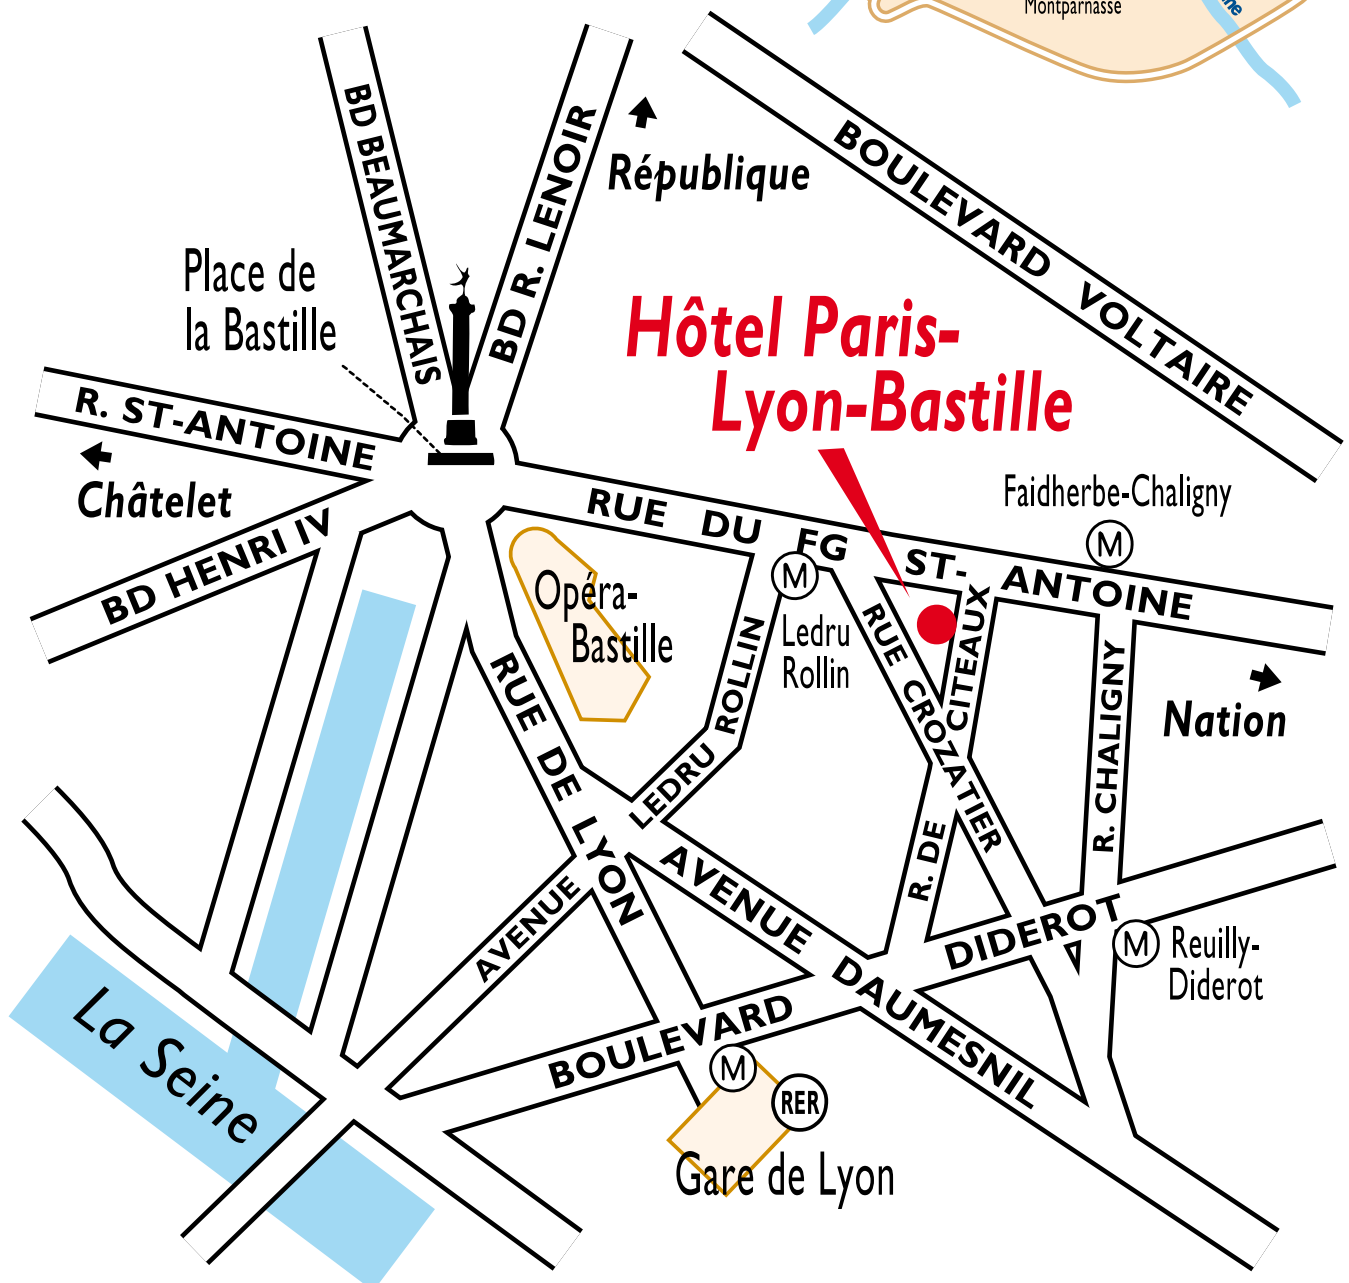 Montparnasse
BD BEAUMARCHAIS
BD R. LENOIR
République
BOULEVARD VOLTAIRE
Place de
la Bastille
Hôtel Paris-
Lyon-Bastille
R. ST-ANTOINE
Châtelet
BD HENRI IV
RUE DU FG ST-ANTOINE
Faidherbe-Chaligny
M
M
Ledru
Rollin
Opéra-
Bastille
RUE DE LYON
AVENUE LEDRU ROLLIN
RUE CROZATIER
R. DE CITEAUX
R. CHALIGNY
Nation
AVENUE DAUMESNIL
BOULEVARD DIDEROT
M
Reuilly-
Diderot
La Seine
M
RER
Gare de Lyon